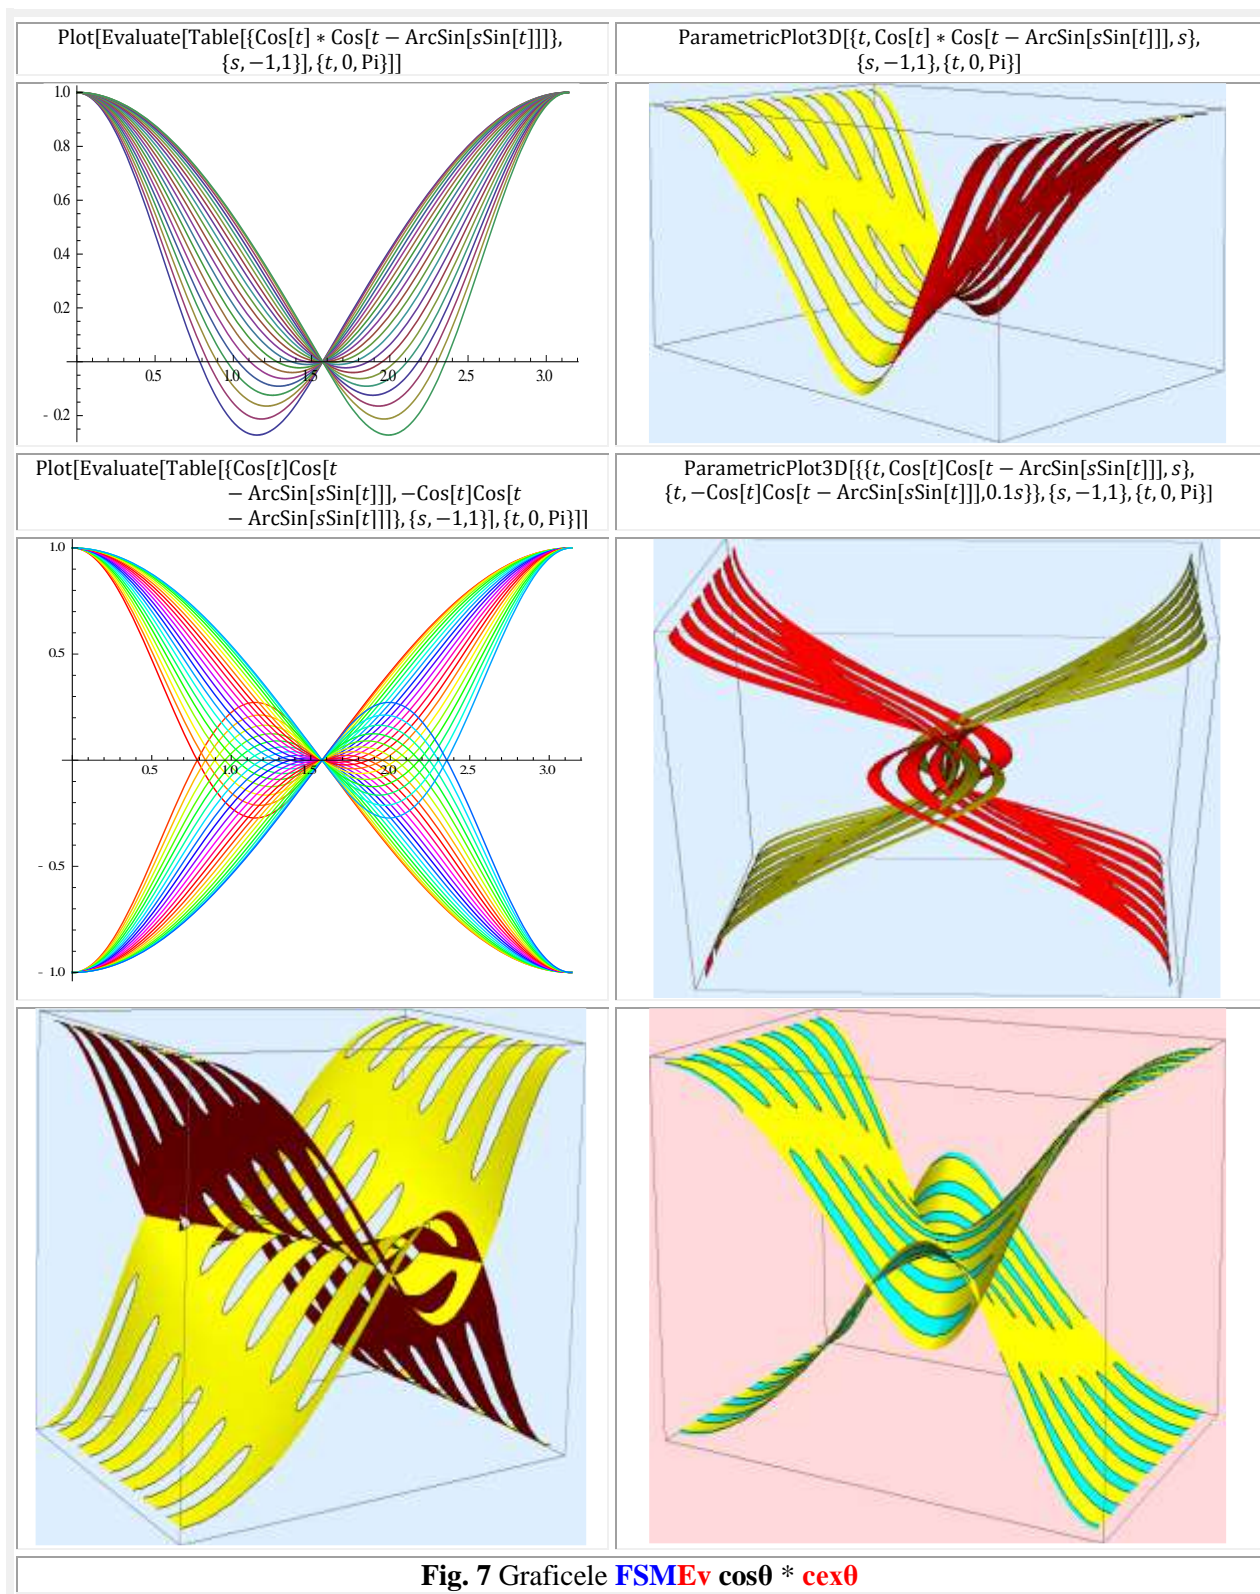 Plot[Evaluate[Table[{Cos[t] ∗ Cos[t − ArcSin[sSin[t]]]},
{s, −1,1}], {t, 0, Pi}]]
ParametricPlot3D[{t, Cos[t] ∗ Cos[t − ArcSin[sSin[t]]], s},
{s, −1,1}, {t, 0, Pi}]
1.0
0.8
0.6
0.4
0.2
0.5 1.0 1.5 2.0 2.5 3.0
- 0.2
Plot[Evaluate[Table[{Cos[t]Cos[t
− ArcSin[sSin[t]]], −Cos[t]Cos[t
− ArcSin[sSin[t]]]}, {s, −1,1}], {t, 0, Pi}]]
ParametricPlot3D[{{t, Cos[t]Cos[t − ArcSin[sSin[t]]], s},
{t, −Cos[t]Cos[t − ArcSin[sSin[t]]],0.1s}}, {s, −1,1}, {t, 0, Pi}]
1.0
0.5
0.5 1.0 1.5 2.0 2.5 3.0
- 0.5
- 1.0
Fig. 7 Graficele FSMEv cosθ * cexθ